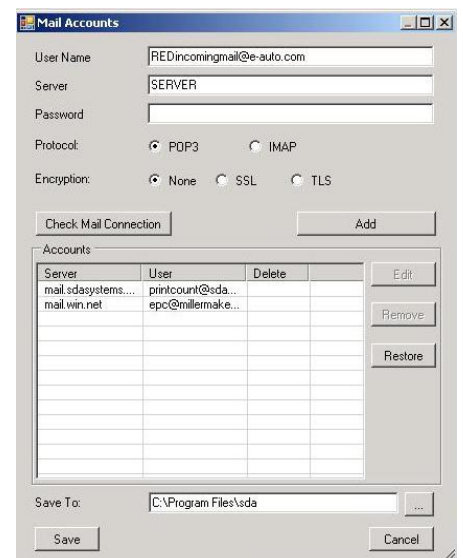 Mail Accounts
User Name REDincomingmail@e-auto.com
Server SERVER
Password
Protocol: POP3 IMAP
Encryption: None SSL TLS
Check Mail Connection Add
Accounts
Server User Delete Edit
mail.sdasystems.... printcount@sda...
mail.win.net epc@millermake...
Remove
Restore
Save To: C:\Program Files\sda ...
Save Cancel